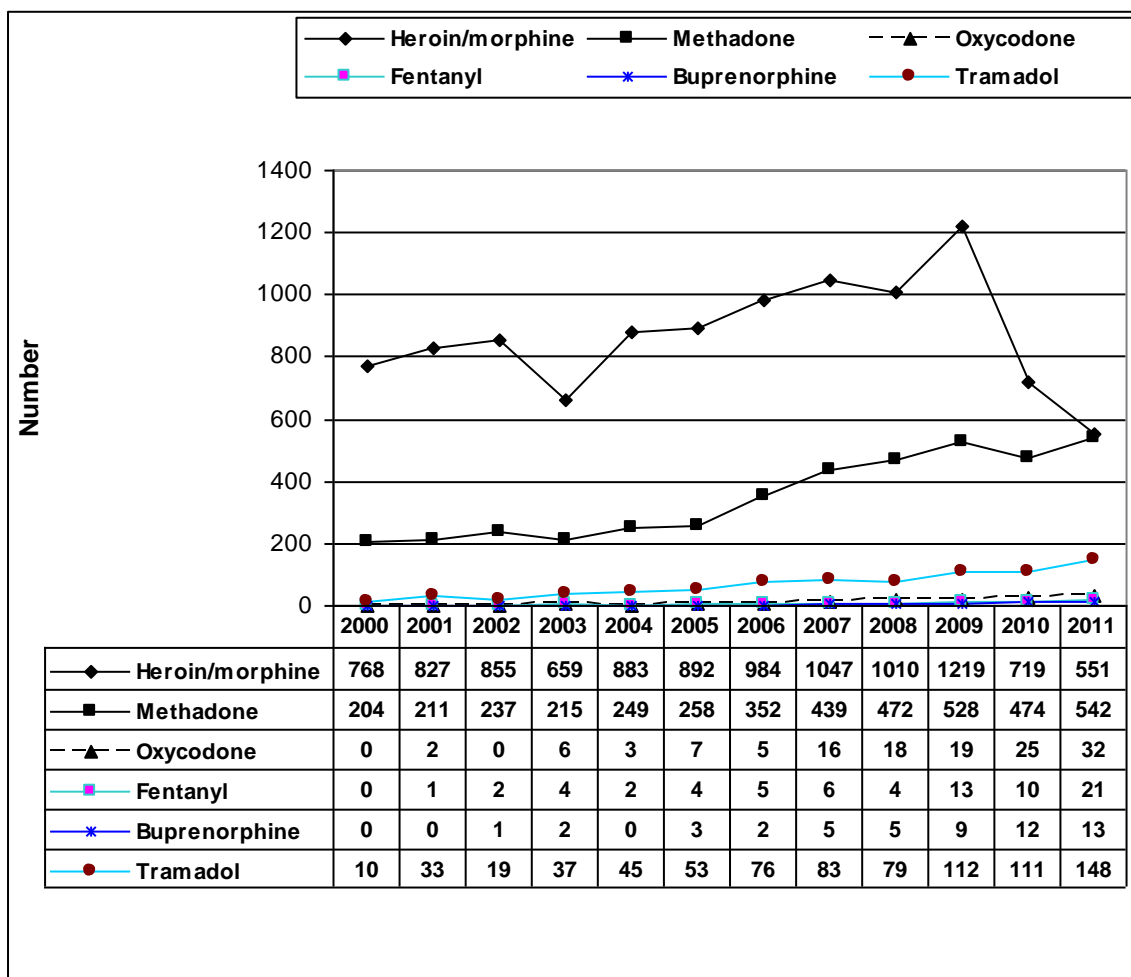 Heroin/morphine Methadone Oxycodone
Fentanyl Buprenorphine Tramadol
Number
1400
1200
1000
800
600
400
200
0
2000 2001 2002 2003 2004 2005 2006 2007 2008 2009 2010 2011
Heroin/morphine 768 827 855 659 883 892 984 1047 1010 1219 719 551
Methadone 204 211 237 215 249 258 352 439 472 528 474 542
Oxycodone 0 2 0 6 3 7 5 16 18 19 25 32
Fentanyl 0 1 2 4 2 4 5 6 4 13 10 21
Buprenorphine 0 0 1 2 0 3 2 5 5 9 12 13
Tramadol 10 33 19 37 45 53 76 83 79 112 111 148